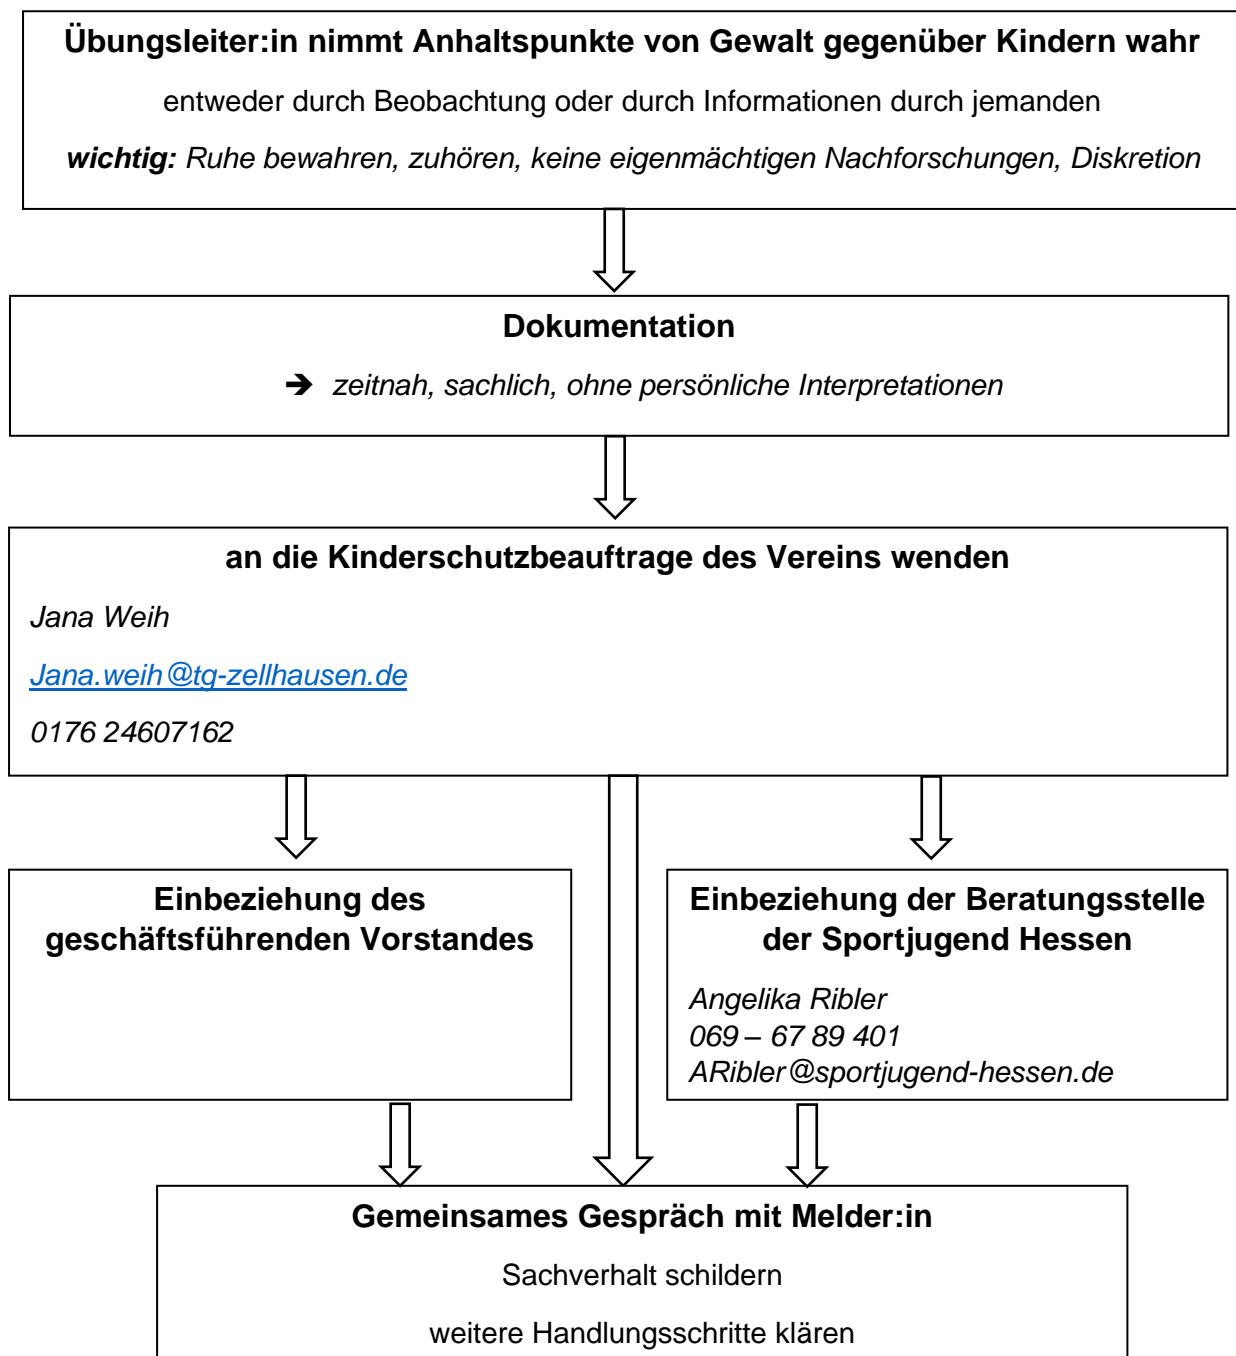 Übungsleiter:in nimmt Anhaltspunkte von Gewalt gegenüber Kindern wahr
entweder durch Beobachtung oder durch Informationen durch jemanden
wichtig: Ruhe bewahren, zuhören, keine eigenmächtigen Nachforschungen, Diskretion
Dokumentation
➔ zeitnah, sachlich, ohne persönliche Interpretationen
an die Kinderschutzbeauftrage des Vereins wenden
Jana Weih
Jana.weih@tg-zellhausen.de
0176 24607162
Einbeziehung des
geschäftsführenden Vorstandes
Einbeziehung der Beratungsstelle
der Sportjugend Hessen
Angelika Ribler
069 – 67 89 401
ARibler@sportjugend-hessen.de
Gemeinsames Gespräch mit Melder:in
Sachverhalt schildern
weitere Handlungsschritte klären